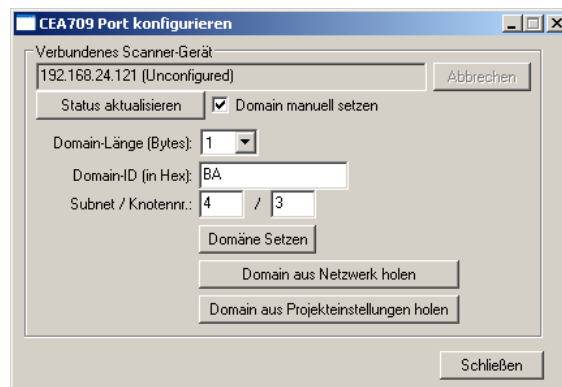 CEA709 Port konfigurieren
Verbundenes Scanner-Gerät
192.168.24.121 (Unconfigured) Abbrechen
Status aktualisieren Domain manuell setzen
Domain-Länge (Bytes): 1
Domain-ID (in Hex): BA
Subnet / Knotennr.: 4 / 3
Domäne Setzen
Domain aus Netzwerk holen
Domain aus Projekteinstellungen holen
Schließen